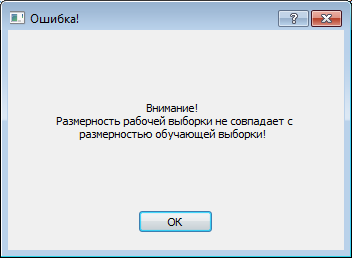 Ошибка!
Внимание!
Размерность рабочей выборки не совпадает с
размерностью обучающей выборки!
OK